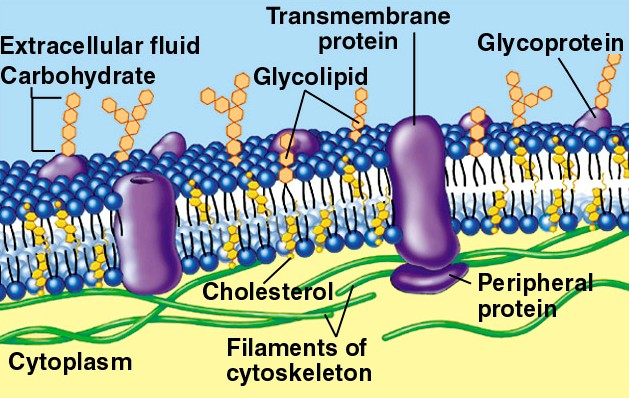 Transmembrane
protein
Extracellular fluid
Glycoprotein
Carbohydrate
Glycolipid
Cholesterol
Peripheral
protein
Filaments of
cytoskeleton
Cytoplasm